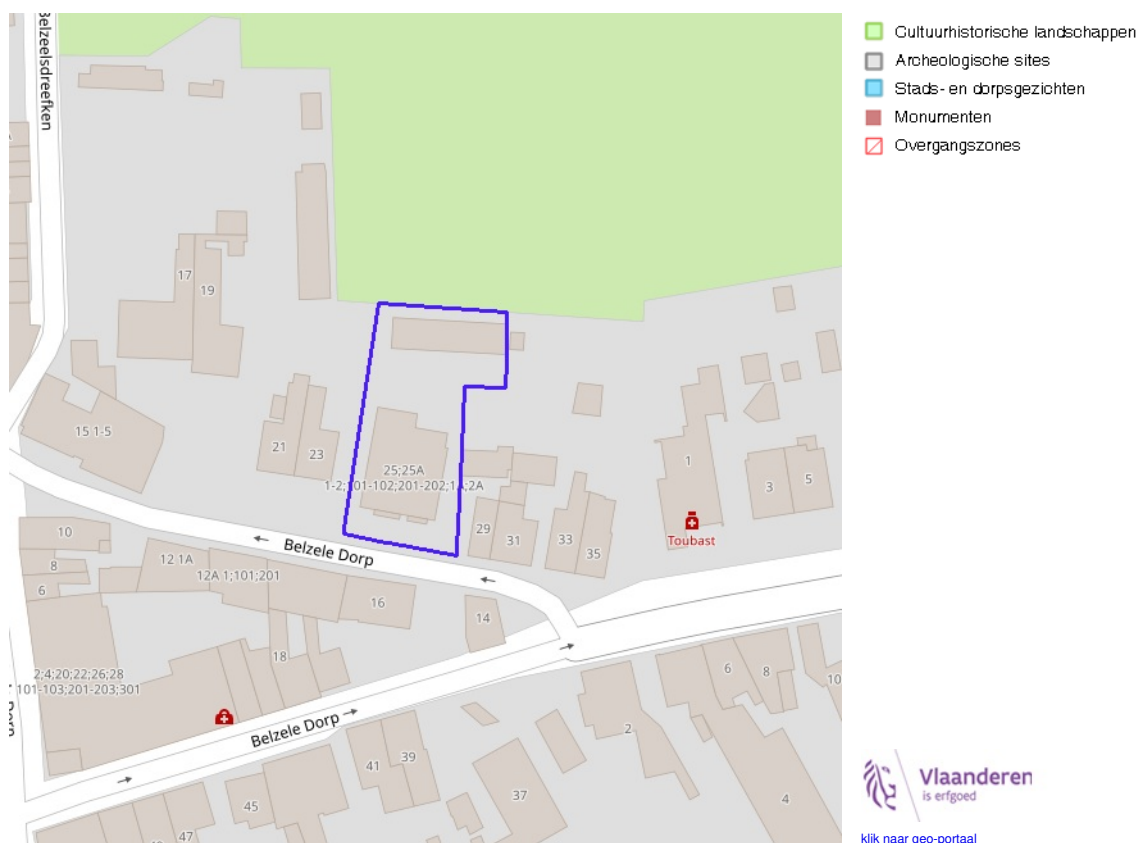 Belzeelsdreefken
Cultuurhistorische landschappen
Archeologische sites
Stads- en dorpsgezichten
Monumenten
Overgangszones
17
19
15 1-5
21
23
25;25A
1-2;101-102;201-202;1A;2A
29
31
33
35
1
Toubast
3
5
Belzele Dorp
10
8
6
12 1A
12A 1;101;201
16
14
18
2;4;20;22;26;28
101-103;201-203;301
Belzele Dorp
6
8
10
2
4
41
39
37
45
47
Vlaanderen
is erfgoed
klik naar geo-portaal